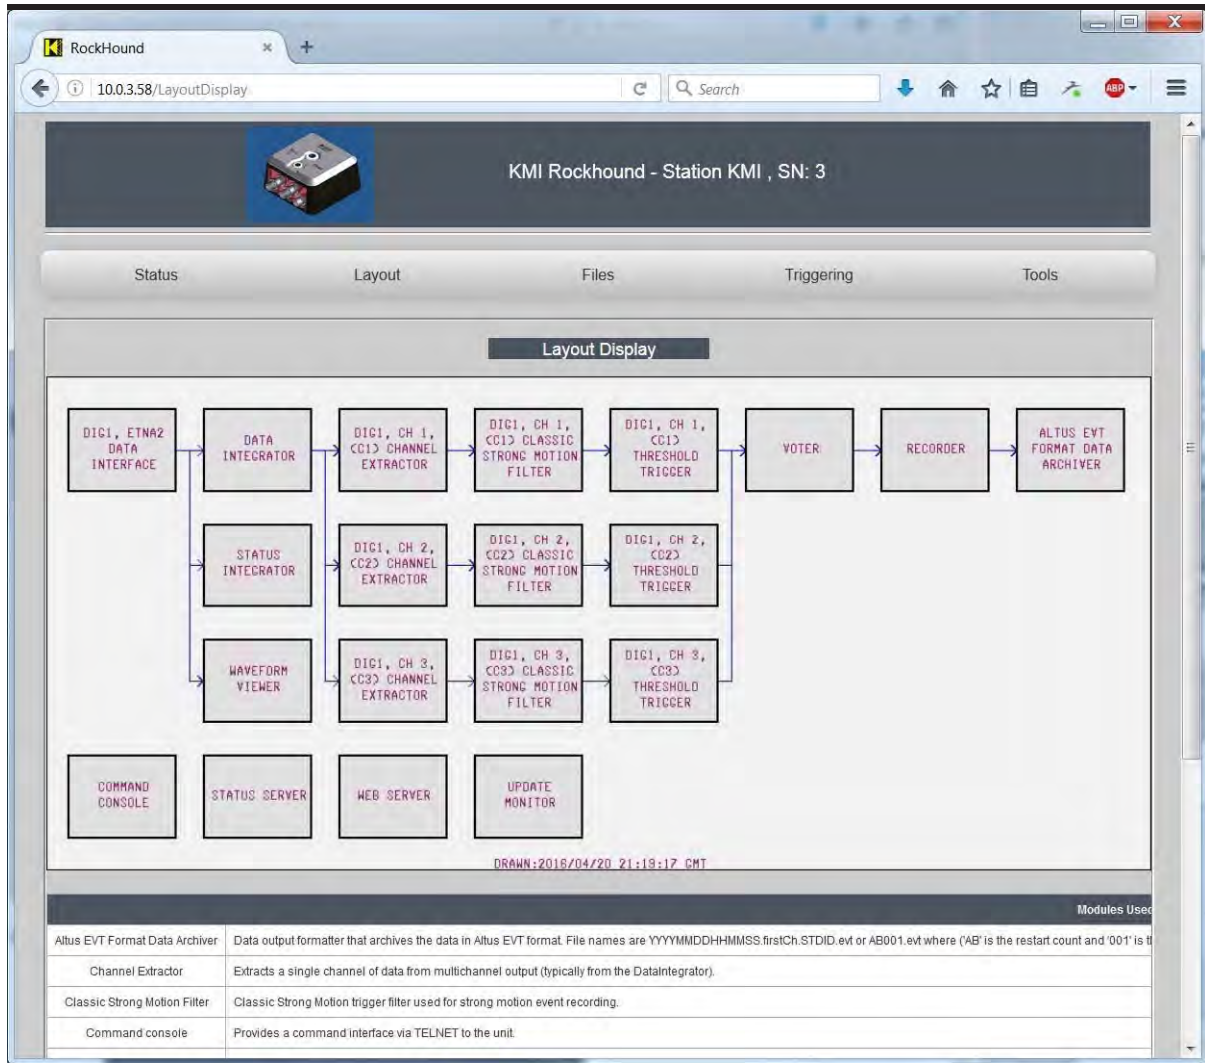 RockHound
10.0.3.58/LayoutDisplay
Search
ABP
KMI Rockhound - Station KMI , SN: 3
Status Layout Files Triggering Tools
Layout Display
DIG1, ETNA2
DATA
INTERFACE
DATA
INTEGRATOR
DIG1, CH 1,
(C1) CHANNEL
EXTRACTOR
DIG1, CH 1,
(C1) CLASSIC
STRONG MOTION
FILTER
DIG1, CH 1,
(C1)
THRESHOLD
TRIGGER
VOTER
RECORDER
ALTUS EVT
FORMAT DATA
ARCHIVER
STATUS
INTEGRATOR
DIG1, CH 2,
(C2) CHANNEL
EXTRACTOR
DIG1, CH 2,
(C2) CLASSIC
STRONG MOTION
FILTER
DIG1, CH 2,
(C2)
THRESHOLD
TRIGGER
WAVEFORM
VIEWER
DIG1, CH 3,
(C3) CHANNEL
EXTRACTOR
DIG1, CH 3,
(C3) CLASSIC
STRONG MOTION
FILTER
DIG1, CH 3,
(C3)
THRESHOLD
TRIGGER
COMMAND
CONSOLE
STATUS SERVER
WEB SERVER
UPDATE
MONITOR
DRAWN:2016/04/20 21:19:17 GMT
Modules Used
Altus EVT Format Data Archiver Data output formatter that archives the data in Altus EVT format. File names are YYYYMMDDHHMMSS.firstCh.STDID.evt or AB001.evt where ('AB' is the restart count and '001' is
Channel Extractor Extracts a single channel of data from multichannel output (typically from the DataIntegrator).
Classic Strong Motion Filter Classic Strong Motion trigger filter used for strong motion event recording.
Command console Provides a command interface via TELNET to the unit.